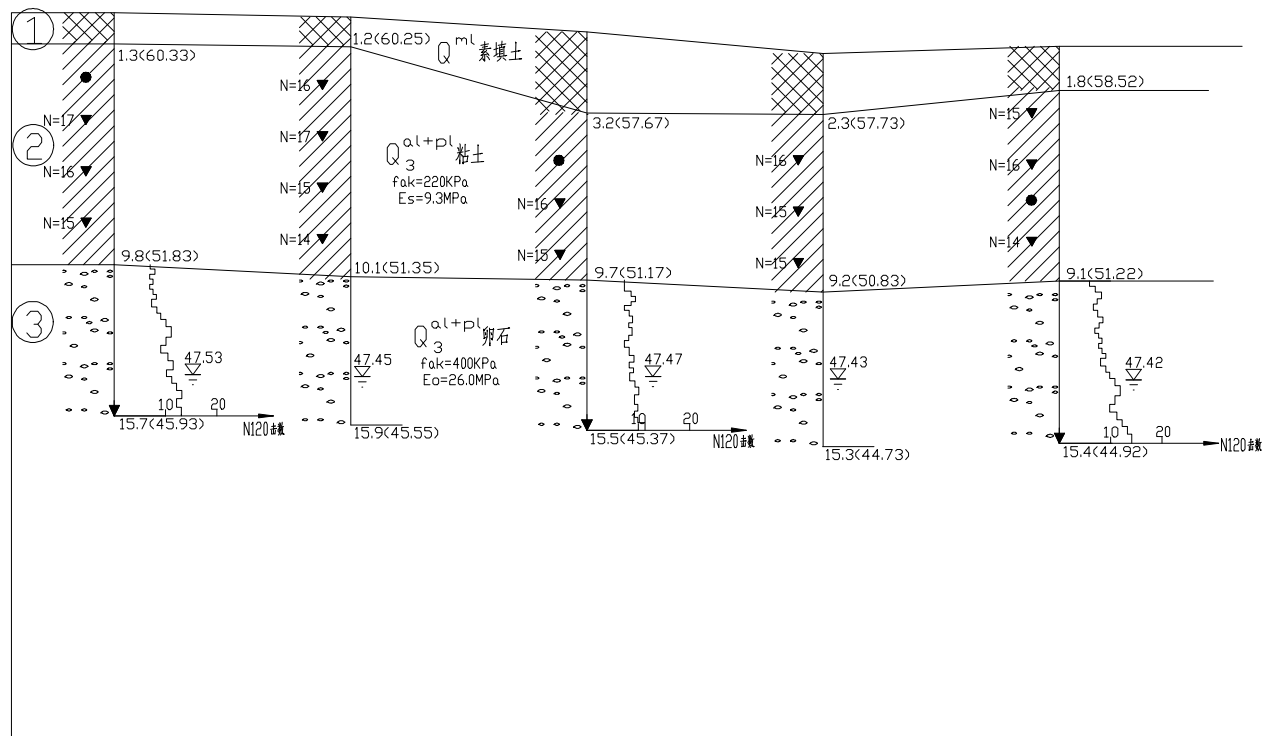 ①
1.3(60.33)
1.2(60.25)
Q ml 素填土
3.2(57.67)
2.3(57.73)
1.8(58.52)
②
N=17
N=16
N=15
N=16
N=17
N=15
N=14
Q3 al+pl 粘土
fak=220KPa
Es=9.3MPa
N=16
N=15
N=16
N=15
N=15
N=15
N=16
N=14
9.8(51.83)
10.1(51.35)
9.7(51.17)
9.2(50.83)
9.1(51.22)
③
Q3 al+pl 卵石
fak=400KPa
Eo=26.0MPa
47.53
47.45
47.47
47.43
47.42
10 20
15.7(45.93)
N120击数
15.9(45.55)
10 20
15.5(45.37)
N120击数
15.3(44.73)
10 20
15.4(44.92)
N120击数